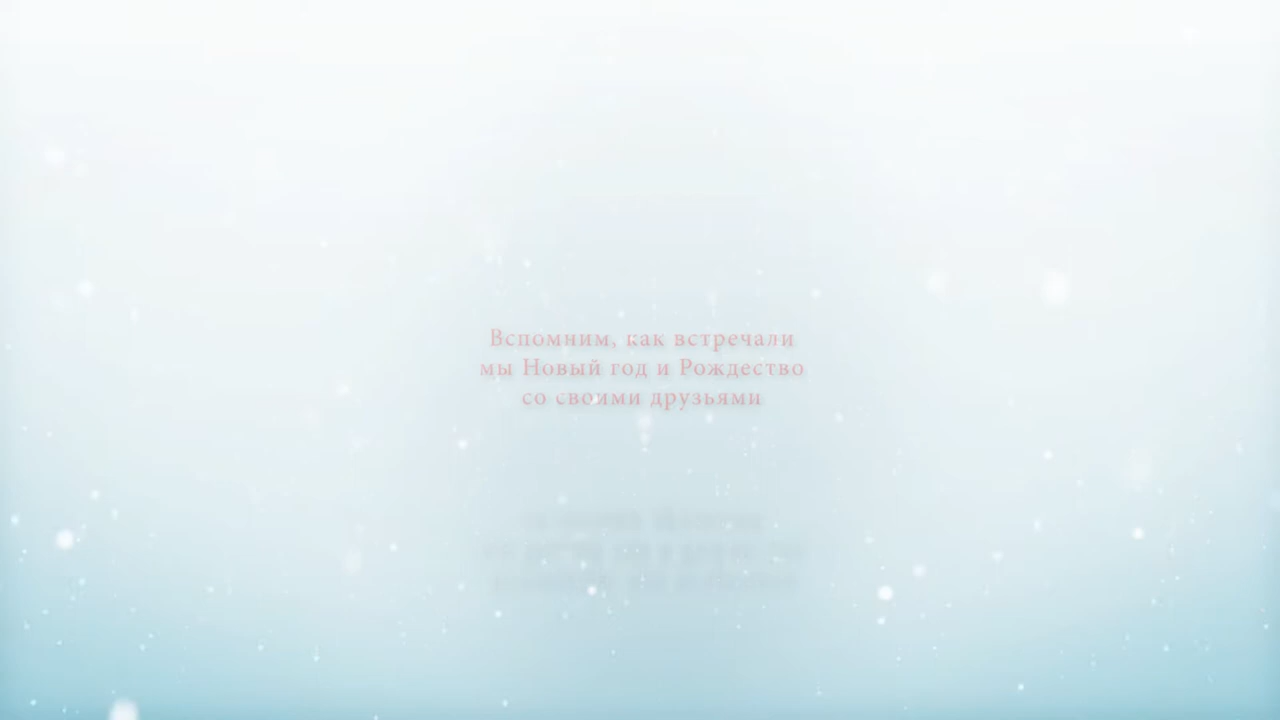 Вспомним, как встречали
мы Новый год и Рождество
со своими друзьями